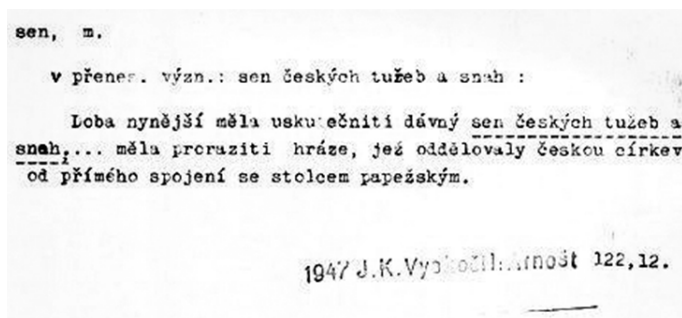 sen, m.
v přenes. význ.: sen českých tužeb a snah :
Doba nynější měla uskutečniti dávný sen českých tužeb a
snah,... měla proraziti hráze, jež oddělovaly českou církev
od přímého spojení se stolcem papežským.
1947 J.K.Vyskočil:Arnošt 122,12.